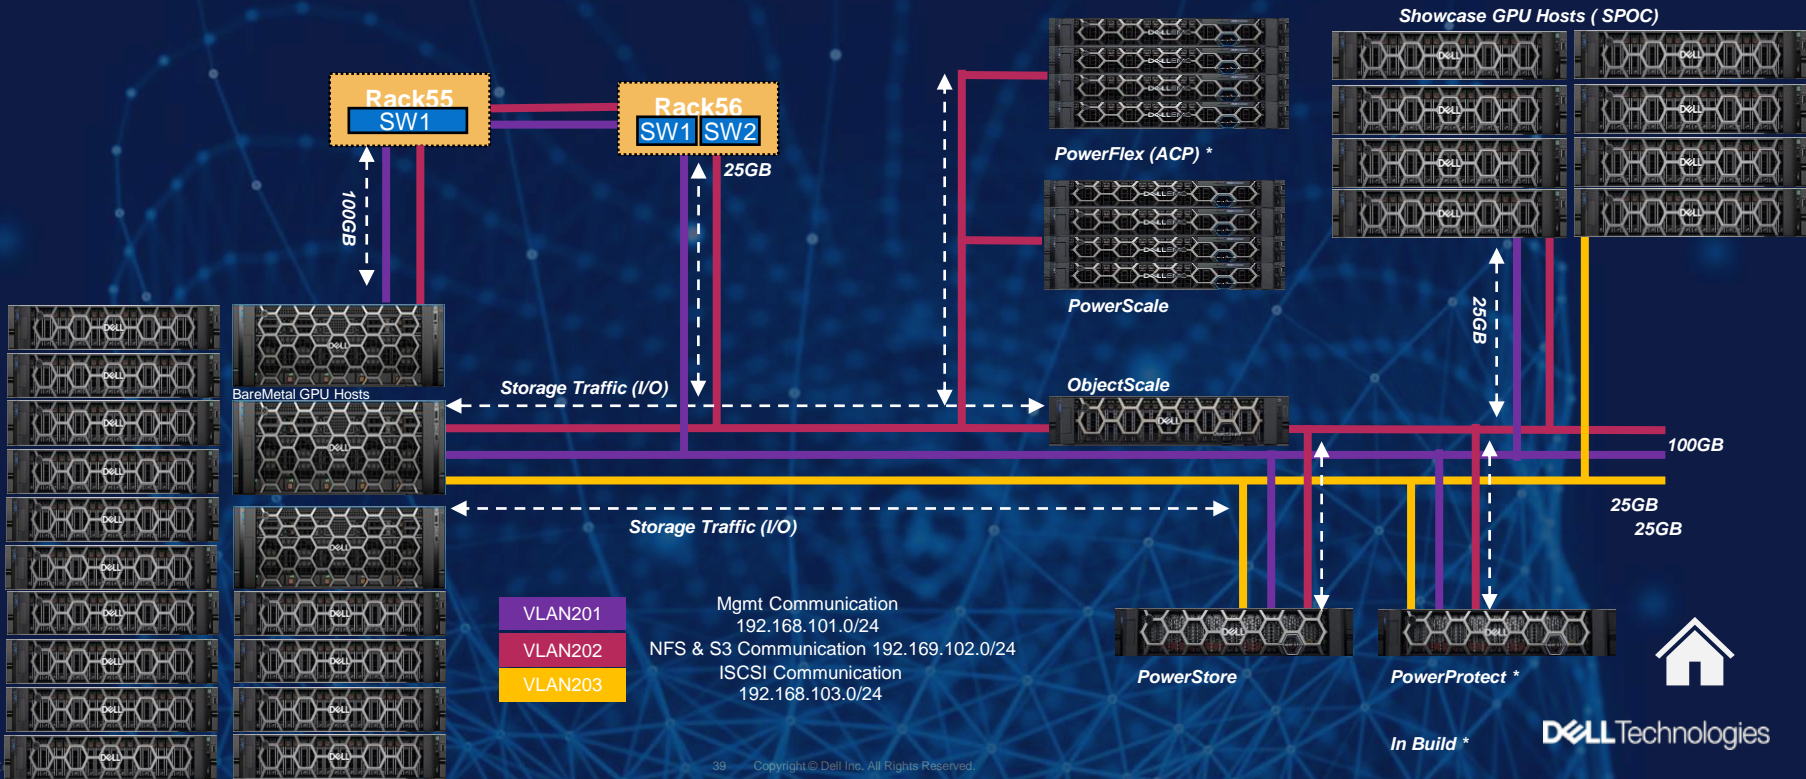 Showcase GPU Hosts ( SPOC)
Rack55
SW1
Rack56
SW1 SW2
25GB
100GB
PowerFlex (ACP) *
PowerScale
25GB
BareMetal GPU Hosts
Storage Traffic (I/O)
ObjectScale
100GB
25GB
25GB
Storage Traffic (I/O)
VLAN201
Mgmt Communication
192.168.101.0/24
VLAN202
NFS & S3 Communication 192.169.102.0/24
VLAN203
ISCSI Communication
192.168.103.0/24
PowerStore
PowerProtect *
In Build *
DELLTechnologies
39 Copyright © Dell Inc. All Rights Reserved.